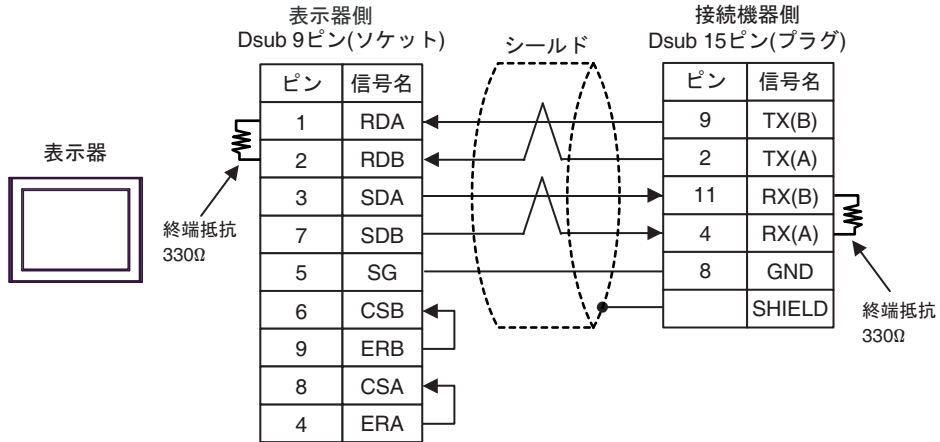 表示器側
Dsub 9ピン(ソケット)
シールド
接続機器側
Dsub 15ピン(プラグ)
ピン 信号名
1 RDA
2 RDB
3 SDA
7 SDB
5 SG
6 CSB
9 ERB
8 CSA
4 ERA
ピン 信号名
9 TX(B)
2 TX(A)
11 RX(B)
4 RX(A)
8 GND
SHIELD
表示器
終端抵抗
330Ω
終端抵抗
330Ω